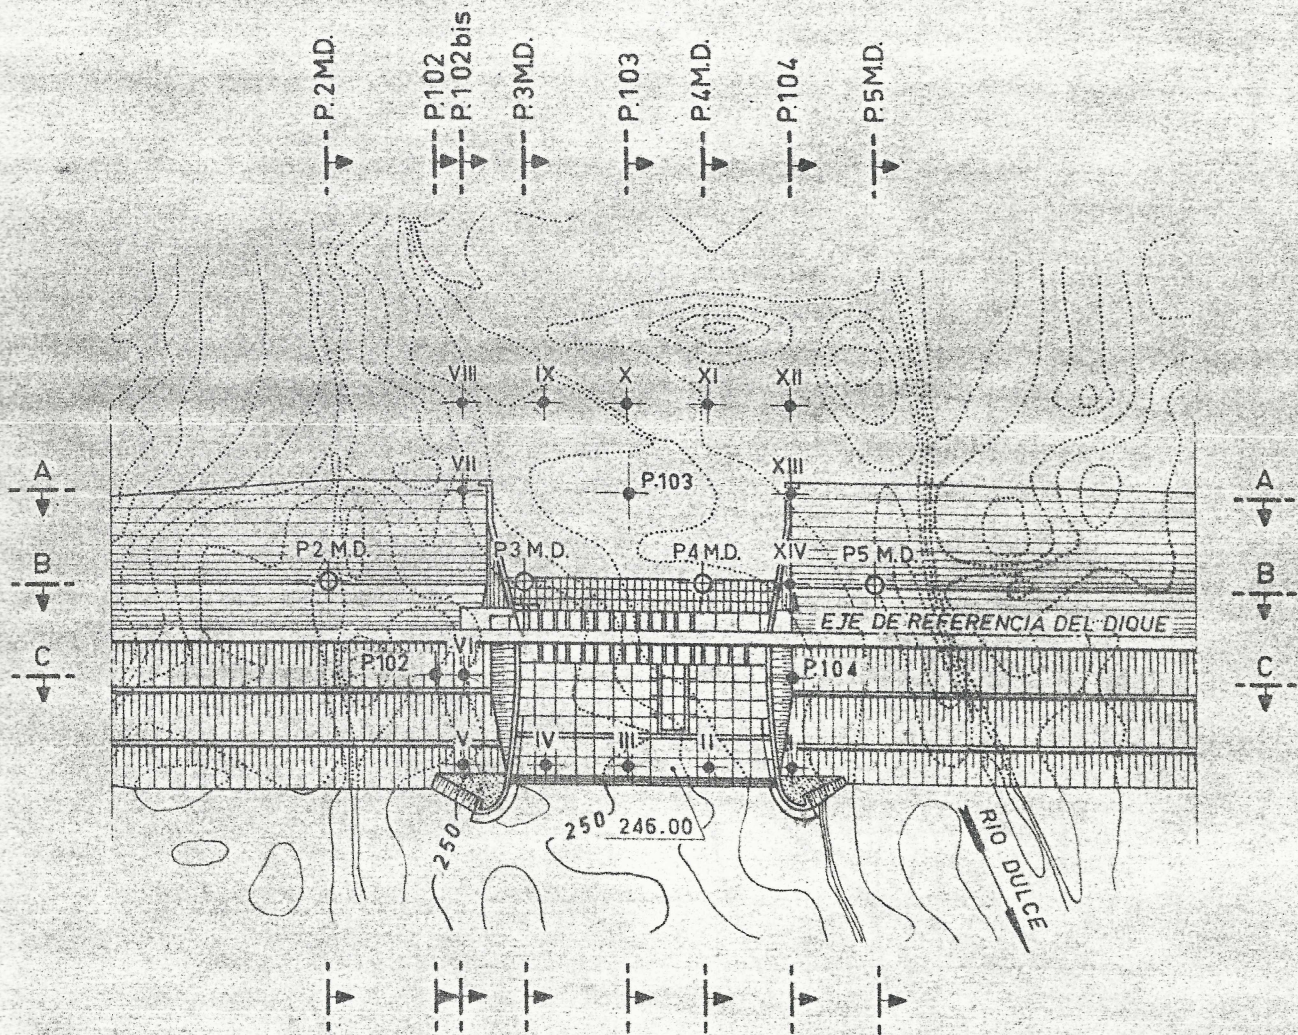 P.2 M.D.
P.102
P.102bis
P.3M.D.
P.103
P.4M.D.
P.104
P.5M.D.
VIII IX X XI XII
A VII P.103 XIII A
P2 M.D. P3 M.D. P4 M.D. XIV P5 M.D.
B B
EJE DE REFERENCIA DEL DIQUE
C P.102 VI P.104 C
V IV III II I
250 250 246.00
RIO DULCE